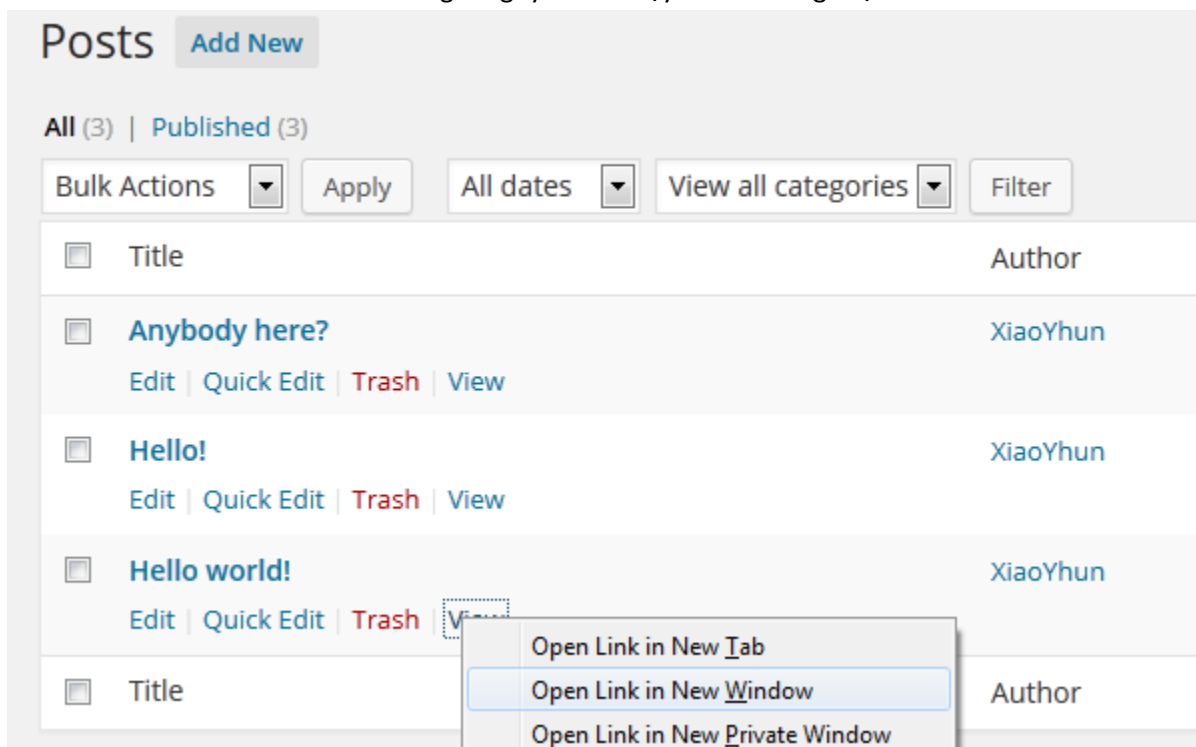 Posts Add New
All (3) | Published (3)
Bulk Actions Apply All dates View all categories Filter
Title Author
Anybody here? XiaoYhun
Edit | Quick Edit | Trash | View
Hello! XiaoYhun
Edit | Quick Edit | Trash | View
Hello world! XiaoYhun
Edit | Quick Edit | Trash | View
Open Link in New Tab
Title Open Link in New Window Author
Open Link in New Private Window